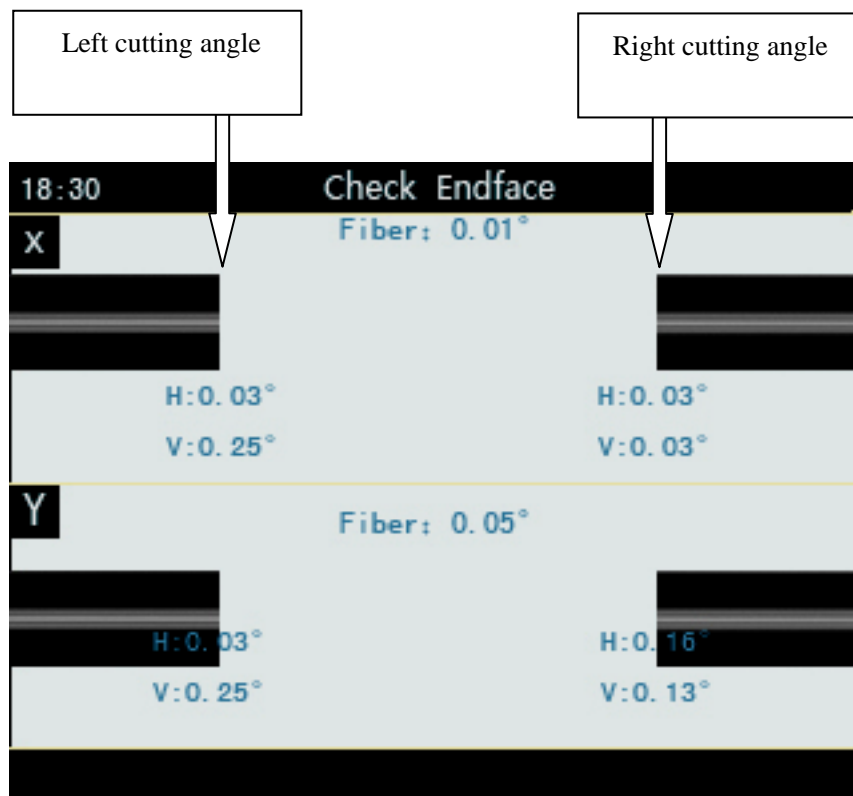 Left cutting angle
Right cutting angle
18:30 Check Endface
X
Fiber: 0.01°
H:0.03° H:0.03°
V:0.25° V:0.03°
Y
Fiber: 0.05°
H:0.03° H:0.16°
V:0.25° V:0.13°